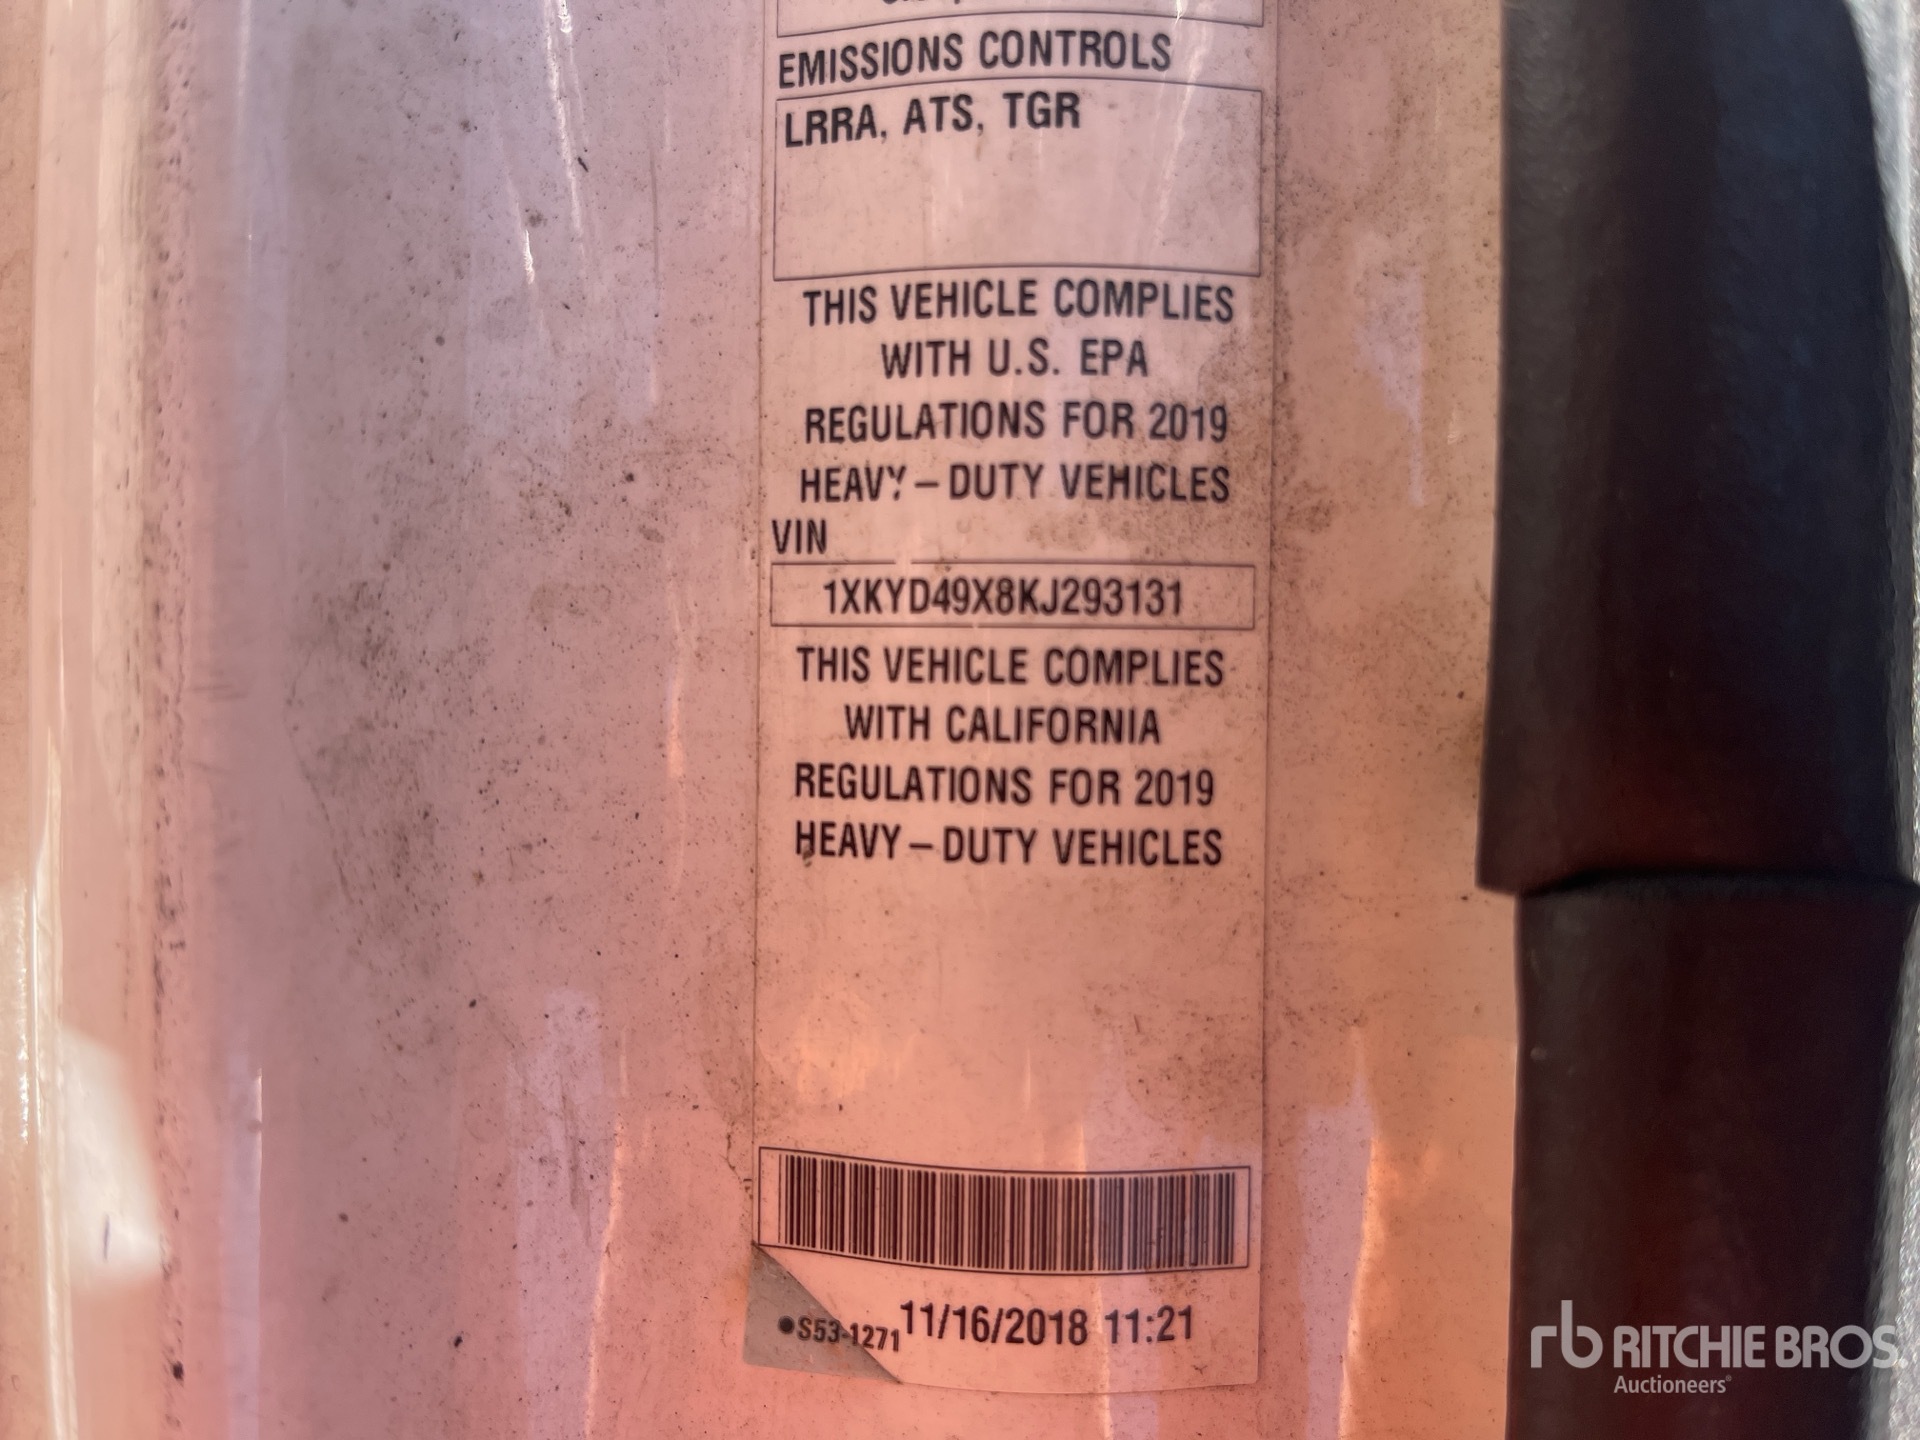 EMISSIONS CONTROLS
LRRA, ATS, TGR
THIS VEHICLE COMPLIES
WITH U.S. EPA
REGULATIONS FOR 2019
HEAVY – DUTY VEHICLES
VIN
1XKYD49X8KJ293131
THIS VEHICLE COMPLIES
WITH CALIFORNIA
REGULATIONS FOR 2019
HEAVY – DUTY VEHICLES
●S53-1271 11/16/2018 11:21
rb RITCHIE BROS.
Auctioneers®